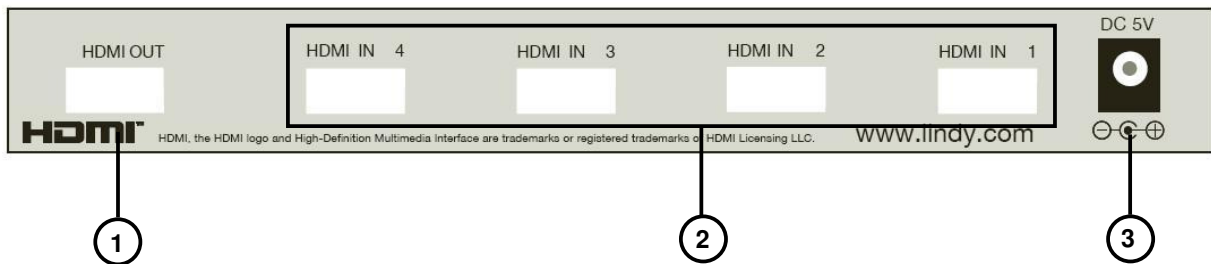 DC 5V
HDMI OUT
HDMI IN 4
HDMI IN 3
HDMI IN 2
HDMI IN 1
HDMI™
HDMI, the HDMI logo and High-Definition Multimedia Interface are trademarks or registered trademarks of HDMI Licensing LLC.
www.lindy.com
1
2
3